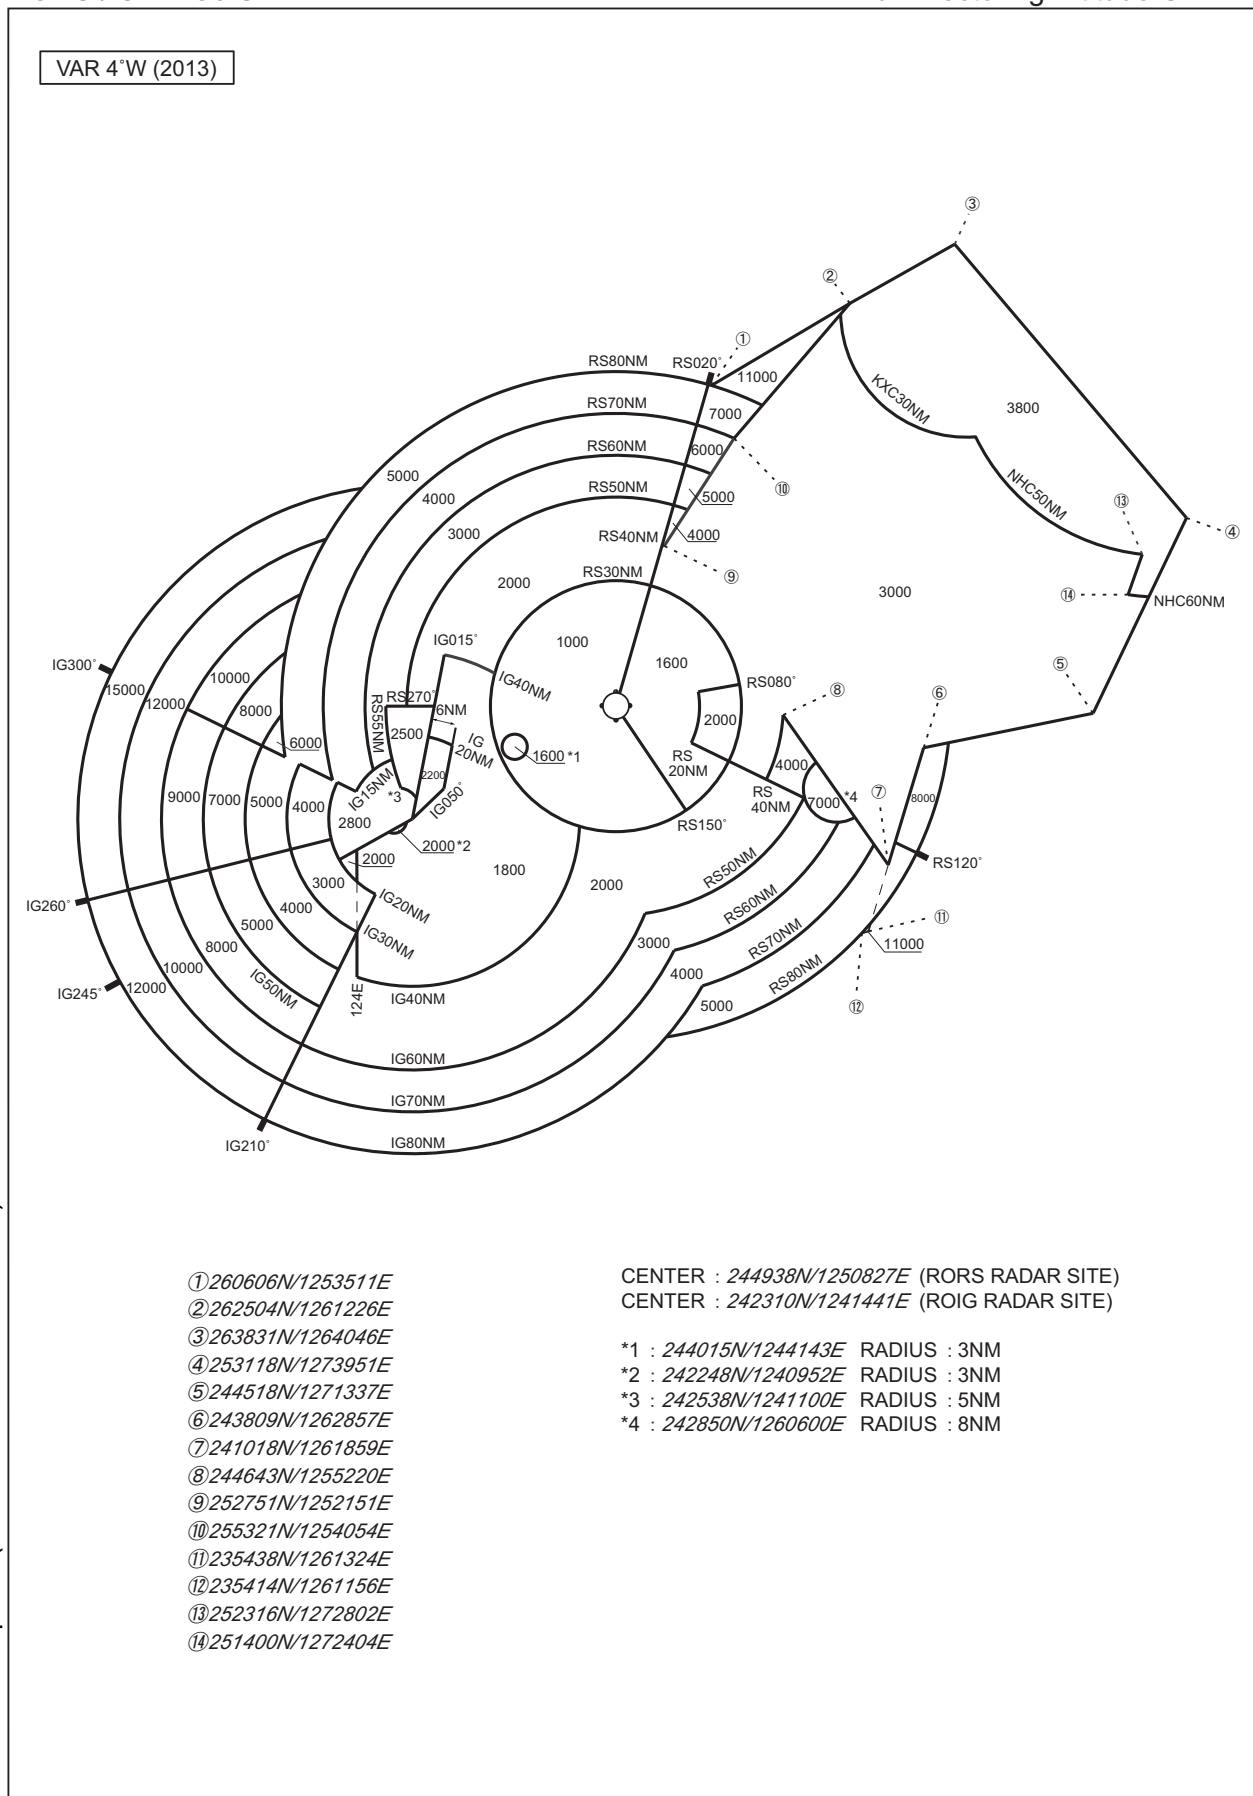 VAR 4˚W (2013)
③
②
①
RS80NM
RS020˚
11000
KXC30NM
3800
RS70NM
7000
6000
RS60NM
5000
4000
NHC50NM
⑩
⑬
④
RS50NM
5000
3000
RS40NM
4000
⑨
RS30NM
2000
3000
⑭
NHC60NM
1000
IG015˚
1600
IG300˚
10000
IG40NM
⑤
15000
12000
RS55NM
RS270˚
RS080˚
⑧
⑥
8000
6NM
2000
6000
2500
IG
20NM
1600 *1
RS
20NM
4000
2200
IG15NM
*3
IG050˚
9000
7000
5000
4000
RS
40NM
7000 *4
⑦
8000
2800
RS150˚
2000 *2
2000
RS50NM
RS120˚
1800
2000
3000
IG20NM
RS60NM
IG260˚
4000
⑪
5000
IG30NM
RS70NM
11000
8000
3000
10000
IG50NM
4000
RS80NM
IG245˚
12000
124E
IG40NM
5000
⑫
IG60NM
IG70NM
IG210˚
IG80NM
①260606N/1253511E
②262504N/1261226E
③263831N/1264046E
④253118N/1273951E
⑤244518N/1271337E
⑥243809N/1262857E
⑦241018N/1261859E
⑧244643N/1255220E
⑨252751N/1252151E
⑩255321N/1254054E
⑪235438N/1261324E
⑫235414N/1261156E
⑬252316N/1272802E
⑭251400N/1272404E
CENTER : 244938N/1250827E (RORS RADAR SITE)
CENTER : 242310N/1241441E (ROIG RADAR SITE)
*1 : 244015N/1244143E RADIUS : 3NM
*2 : 242248N/1240952E RADIUS : 3NM
*3 : 242538N/1241100E RADIUS : 5NM
*4 : 242850N/1260600E RADIUS : 8NM